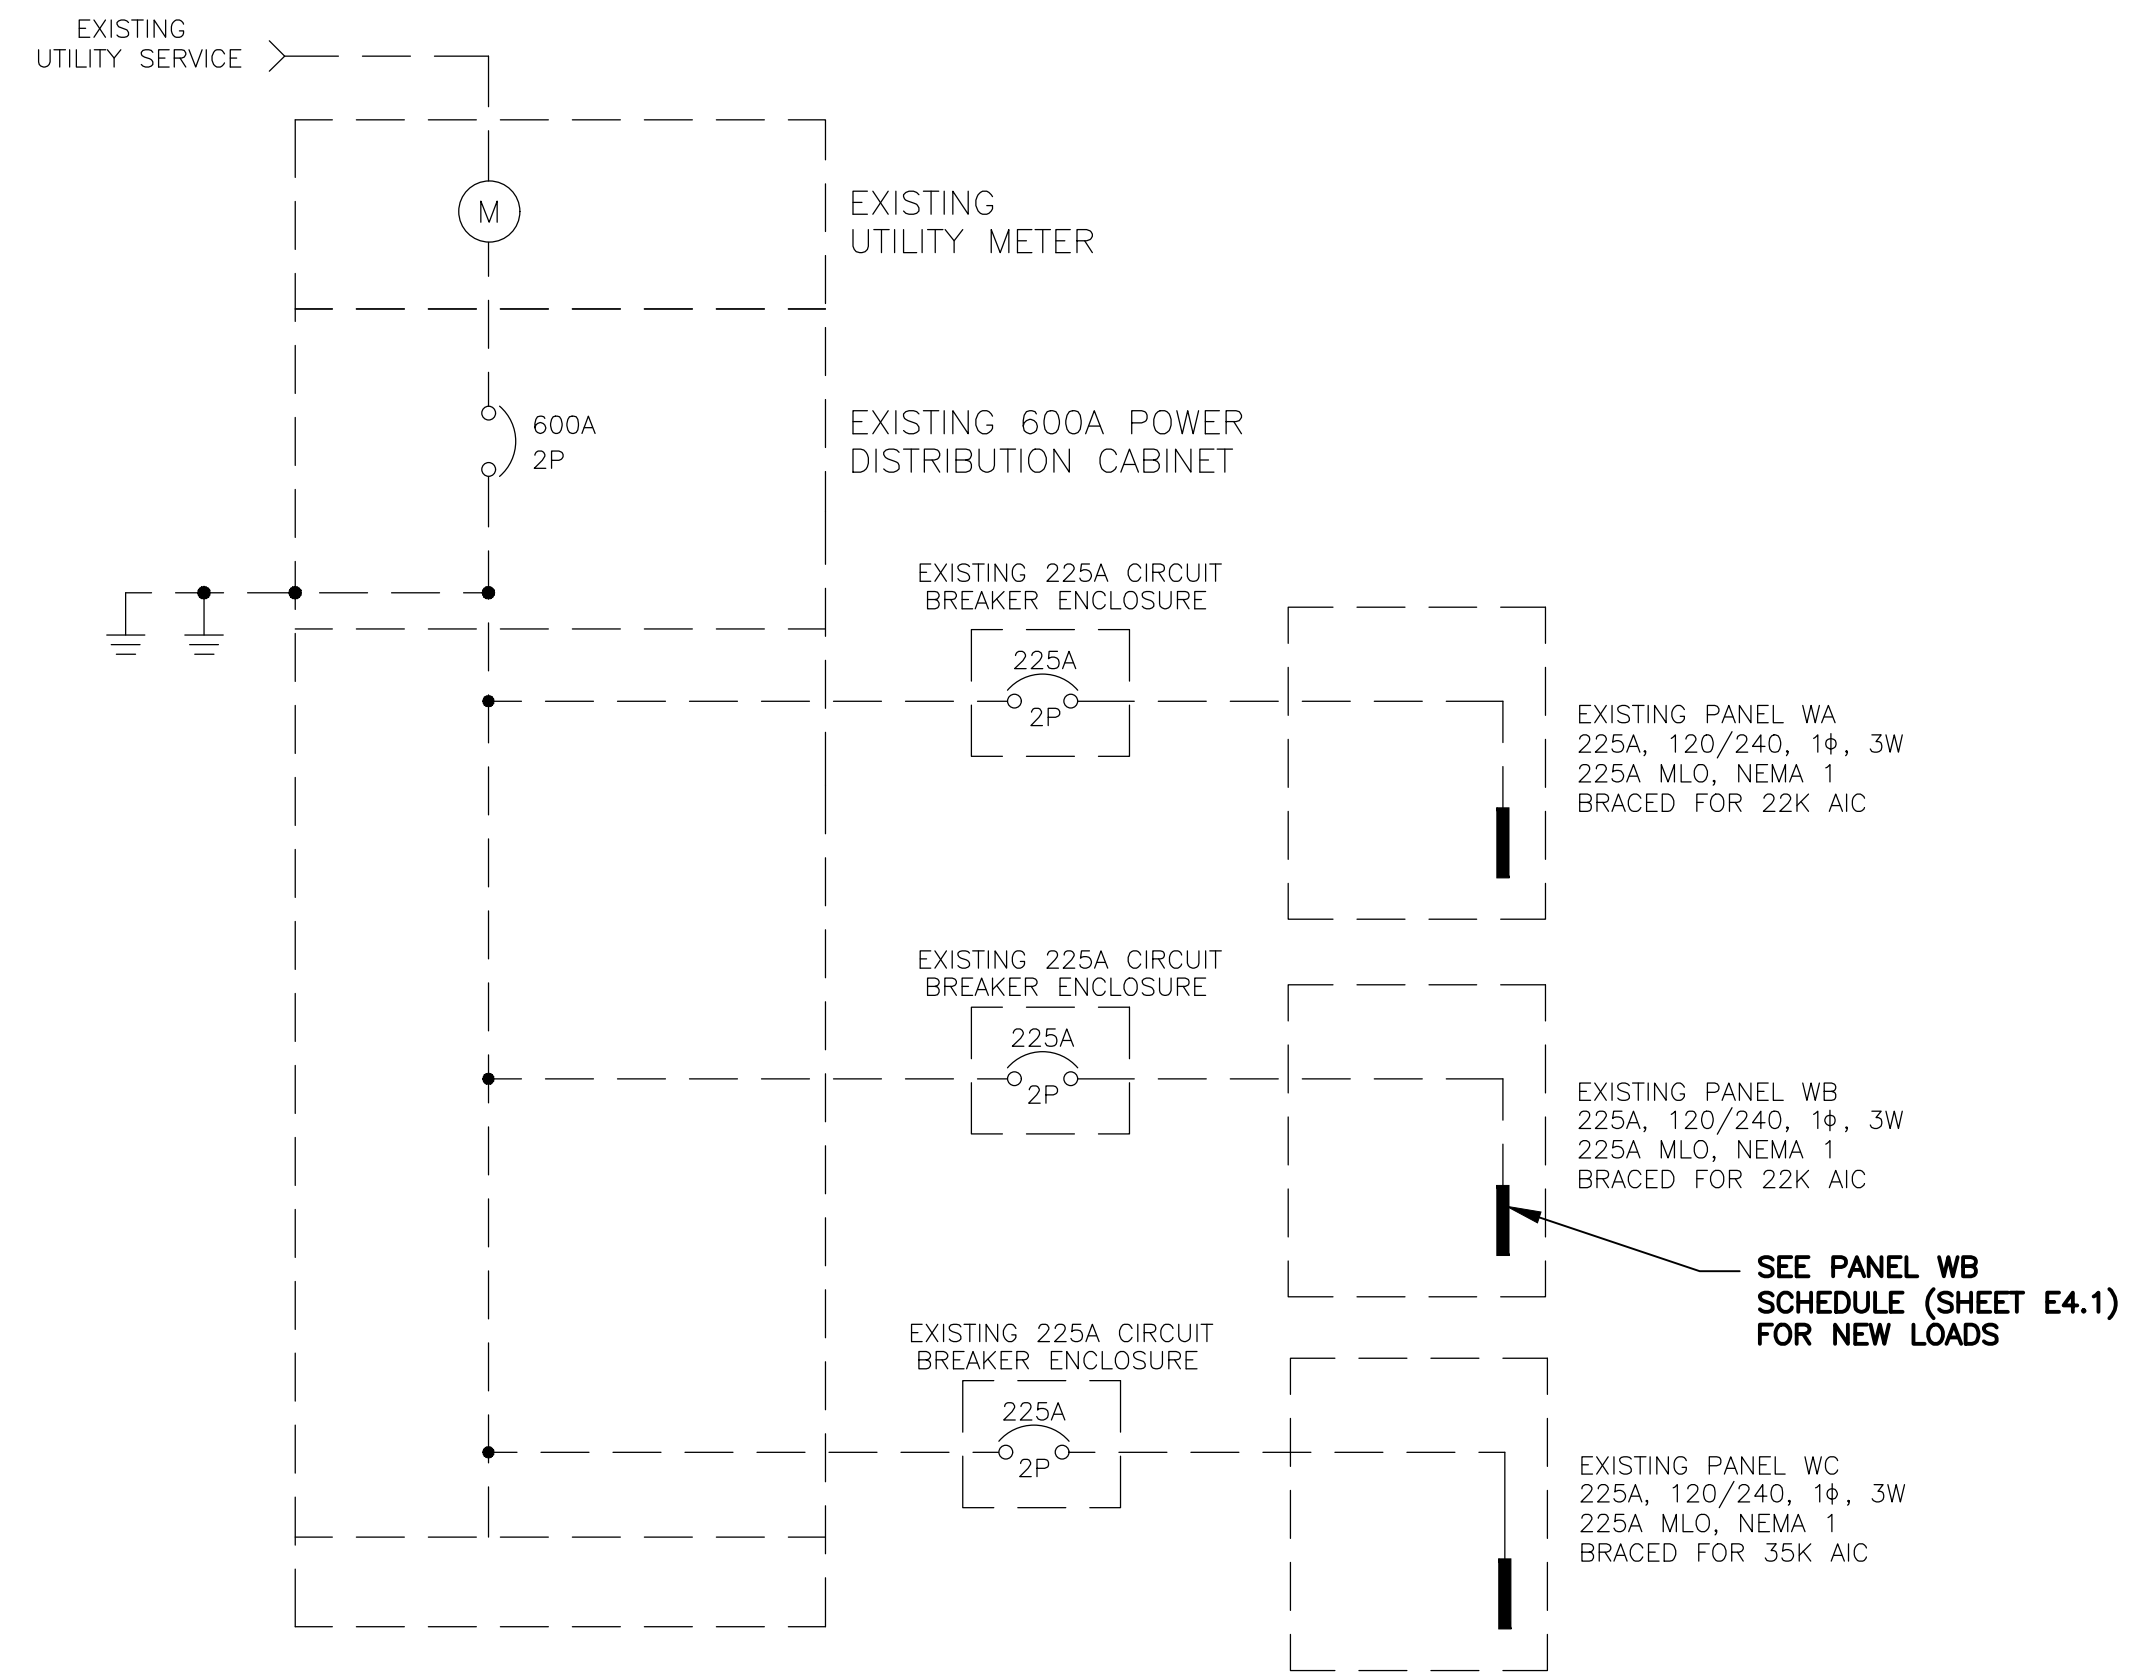 EXISTING
UTILITY SERVICE
M
EXISTING
UTILITY METER
600A
2P
EXISTING 600A POWER
DISTRIBUTION CABINET
EXISTING 225A CIRCUIT
BREAKER ENCLOSURE
225A
2P
EXISTING PANEL WA
225A, 120/240, 1ϕ, 3W
225A MLO, NEMA 1
BRACED FOR 22K AIC
EXISTING 225A CIRCUIT
BREAKER ENCLOSURE
225A
2P
EXISTING PANEL WB
225A, 120/240, 1ϕ, 3W
225A MLO, NEMA 1
BRACED FOR 22K AIC
SEE PANEL WB
SCHEDULE (SHEET E4.1)
FOR NEW LOADS
EXISTING 225A CIRCUIT
BREAKER ENCLOSURE
225A
2P
EXISTING PANEL WC
225A, 120/240, 1ϕ, 3W
225A MLO, NEMA 1
BRACED FOR 35K AIC